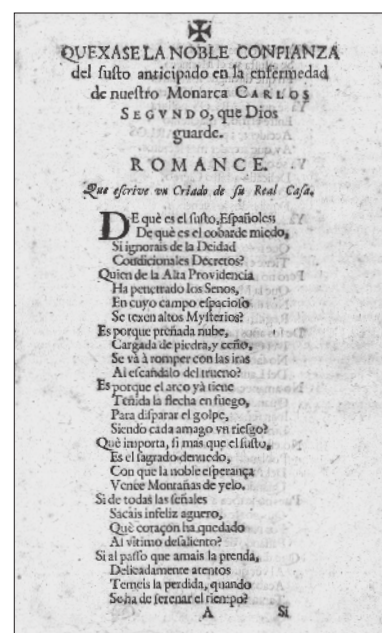 ✠
QUEXASE LA NOBLE CONFIANZA
del ſuſto anticipado en la enfermedad
de nueſtro Monarca CARLOS
SEGVNDO, que Dios
guarde.
ROMANCE.
Que eſcrive vn Criado de ſu Real Caſa.
DE què es el ſuſto, Eſpañoles;
De què es el cobarde miedo,
Si ignorais de la Deidad
Condicionales Decretos?
Quien de la Alta Providencia
Ha penetrado los Senos,
En cuyo campo eſpacioſo
Se texen altos Myſterios?
Es porque preñada nube,
Cargada de piedra, y ceño,
Se và à romper con las iras
Al eſcandalo del trueno?
Es porque el arco yà tiene
Teñida la flecha en fuego,
Para diſparar el golpe,
Siendo cada amago vn rieſgo?
Què importa, ſi mas que el ſuſto,
Es el ſagrado denuedo,
Con que la noble eſperança
Vence Montañas de yelo.
Si de todas las ſeñales
Sacais infeliz aguero,
Què coraçon ha quedado
Al vltimo deſaliento?
Si al paſſo que amais la prenda,
Delicadamente atentos
Temeis la perdida, quando
Se ha de ſerenar el tiempo?
A Si